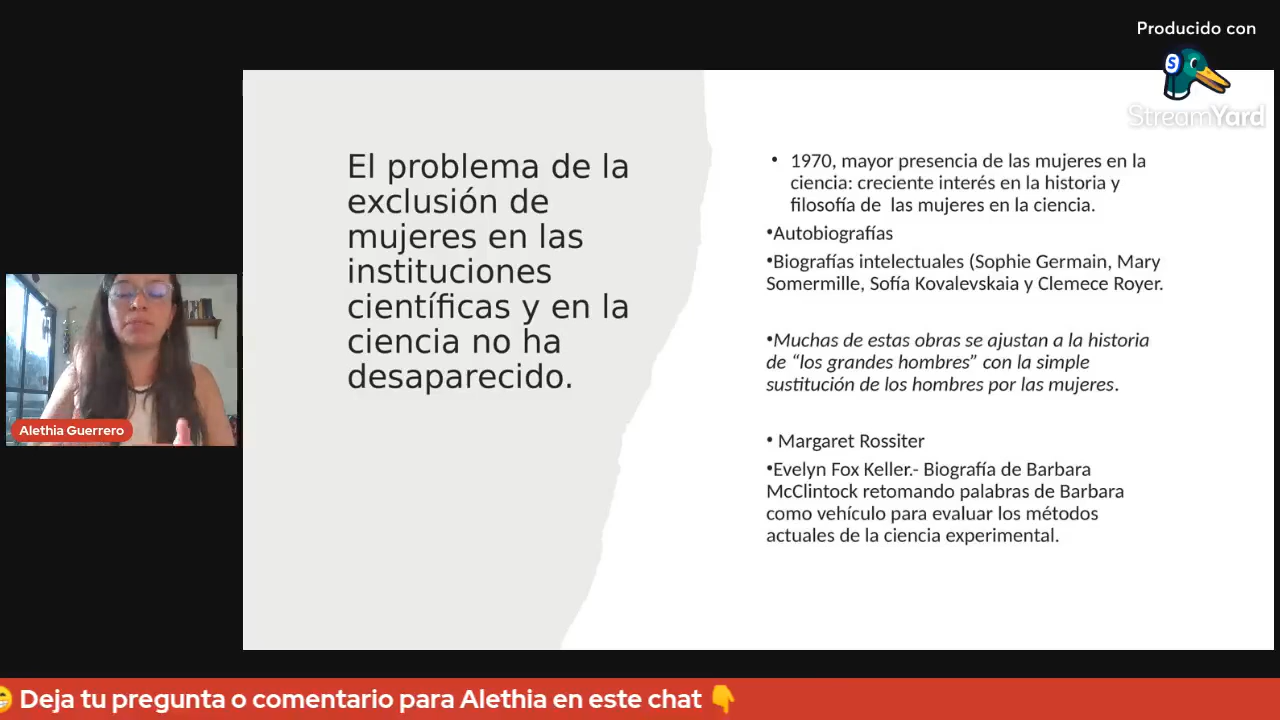 Producido con
S
StreamYard
El problema de la
exclusión de
mujeres en las
instituciones
científicas y en la
ciencia no ha
desaparecido.
• 1970, mayor presencia de las mujeres en la
ciencia: creciente interés en la historia y
filosofía de las mujeres en la ciencia.
•Autobiografías
•Biografías intelectuales (Sophie Germain, Mary
Somermille, Sofía Kovalevskaia y Clemece Royer.
•Muchas de estas obras se ajustan a la historia
de “los grandes hombres” con la simple
sustitución de los hombres por las mujeres.
• Margaret Rossiter
•Evelyn Fox Keller.- Biografía de Barbara
McClintock retomando palabras de Barbara
como vehículo para evaluar los métodos
actuales de la ciencia experimental.
Alethia Guerrero
😁 Deja tu pregunta o comentario para Alethia en este chat 👇